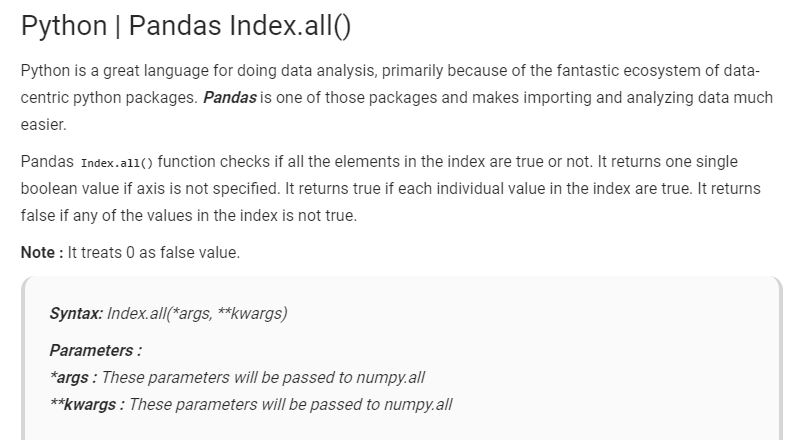 Python | Pandas Index.all()
Python is a great language for doing data analysis, primarily because of the fantastic ecosystem of data-
centric python packages. Pandas is one of those packages and makes importing and analyzing data much
easier.
Pandas Index.all() function checks if all the elements in the index are true or not. It returns one single
boolean value if axis is not specified. It returns true if each individual value in the index are true. It returns
false if any of the values in the index is not true.
Note : It treats 0 as false value.
Syntax: Index.all(*args, **kwargs)
Parameters :
*args : These parameters will be passed to numpy.all
**kwargs : These parameters will be passed to numpy.all